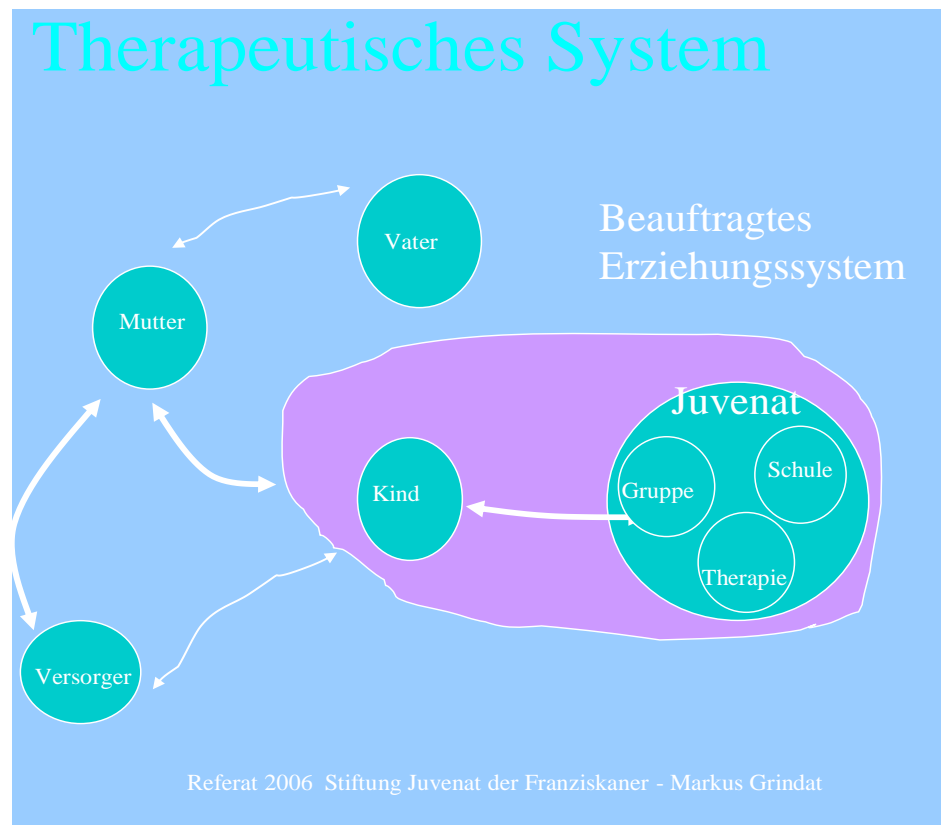 Therapeutisches System
Vater
Beauftragtes
Erziehungssystem
Mutter
Juvenat
Kind
Gruppe
Schule
Therapie
Versorger
Referat 2006 Stiftung Juvenat der Franziskaner - Markus Grindat